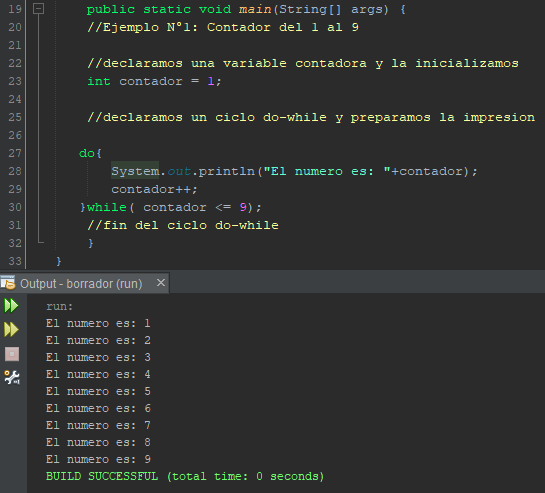 19 public static void main(String[] args) {
20 //Ejemplo N°1: Contador del 1 al 9
21
22 //declaramos una variable contadora y la inicializamos
23 int contador = 1;
24
25 //declaramos un ciclo do-while y preparamos la impresion
26
27 do{
28 System.out.println("El numero es: "+contador);
29 contador++;
30 }while( contador <= 9);
31 //fin del ciclo do-while
32 }
33 }
Output - borrador (run) ×
run:
El numero es: 1
El numero es: 2
El numero es: 3
El numero es: 4
El numero es: 5
El numero es: 6
El numero es: 7
El numero es: 8
El numero es: 9
BUILD SUCCESSFUL (total time: 0 seconds)